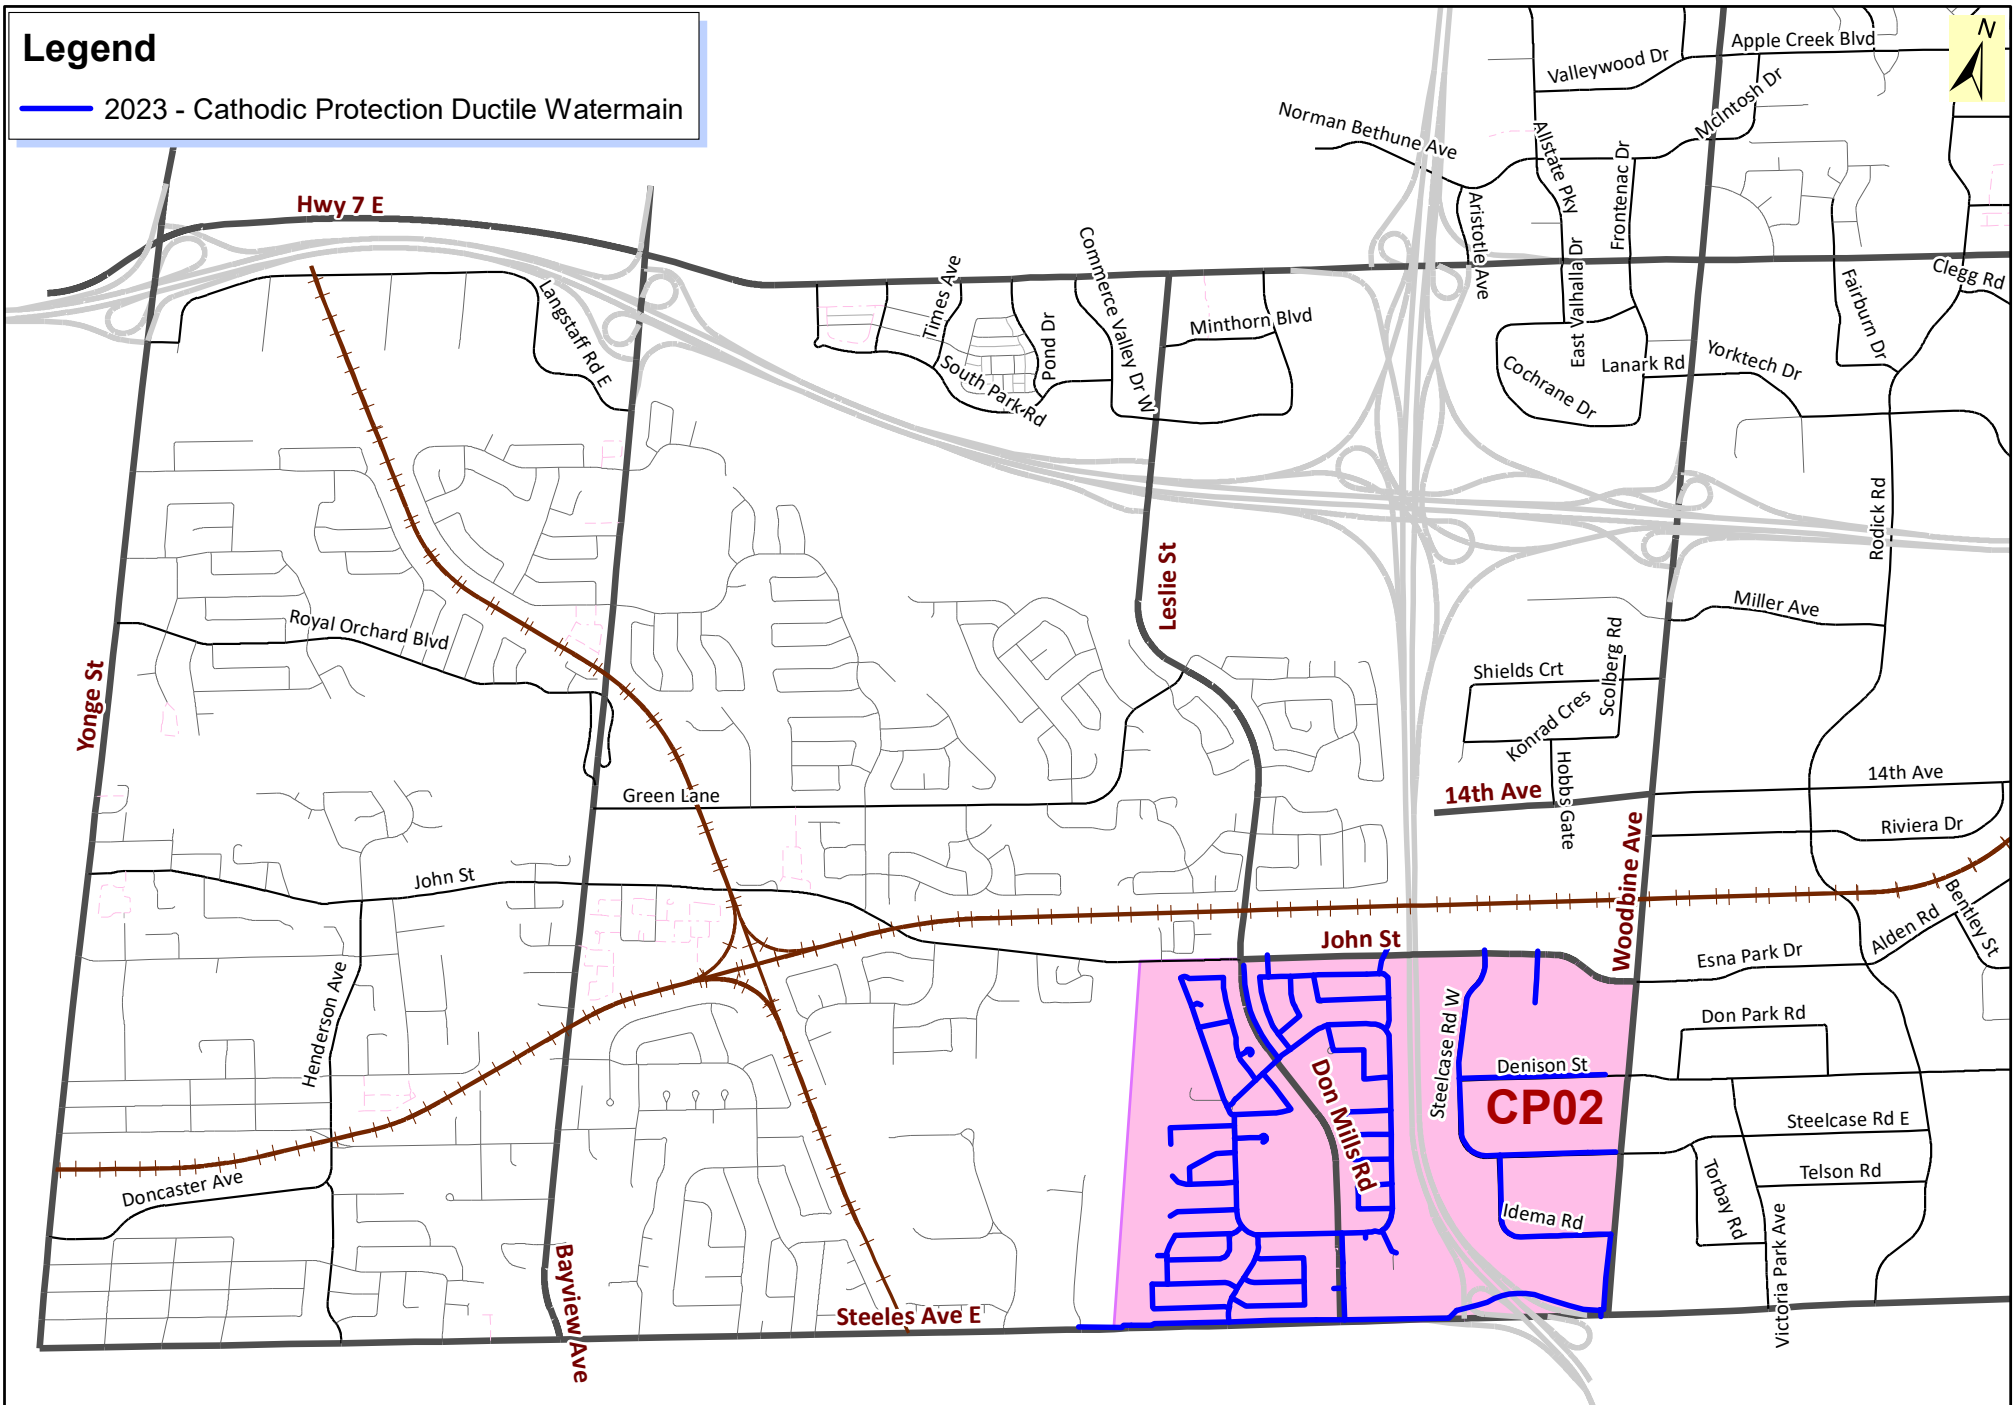 Legend
2023 - Cathodic Protection Ductile Watermain
N
Apple Creek Blvd
Valleywood Dr
McIntosh Dr
Norman Bethune Ave
Allstate Pky
Frontenac Dr
Hwy 7 E
Aristotle Ave
East Valhalla Dr
Clegg Rd
Fairburn Dr
Langstaff Rd E
Times Ave
Commerce Valley Dr W
Minthorn Blvd
Pond Dr
South Park Rd
Cochrane Dr
Lanark Rd
Yorktech Dr
Rodick Rd
Leslie St
Miller Ave
Royal Orchard Blvd
Yonge St
Shields Crt
Scolberg Rd
Konrad Cres
Hobbs Gate
14th Ave
14th Ave
Green Lane
Riviera Dr
Woodbine Ave
John St
John St
Bentley St
Alden Rd
Esna Park Dr
Henderson Ave
Steelcase Rd W
Don Park Rd
Denison St
Don Mills Rd
CP02
Steelcase Rd E
Telson Rd
Torbay Rd
Doncaster Ave
Idema Rd
Victoria Park Ave
Bayview Ave
Steeles Ave E